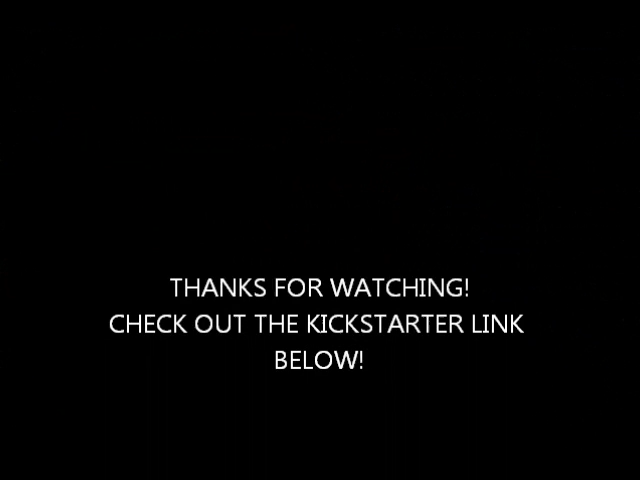 THANKS FOR WATCHING!
CHECK OUT THE KICKSTARTER LINK
BELOW!